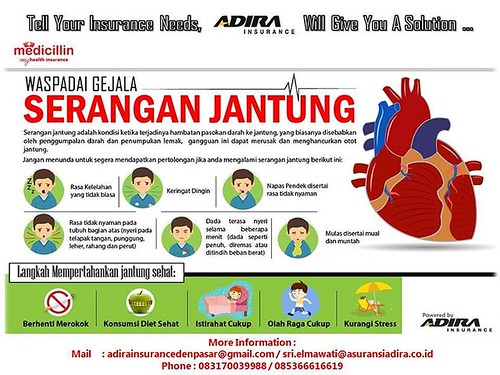 Tell Your Insurance Needs, ADIRA INSURANCE Will Give You A Solution ...
medicillin
my health insurance
WASPADAI GEJALA
SERANGAN JANTUNG
Serangan jantung adalah kondisi ketika terjadinya hambatan pasokan darah ke jantung, yang biasanya disebabkan
oleh penggumpalan darah dan penumpukan lemak, gangguan ini dapat merusak dan menghancurkan otot
jantung.
Jangan menunda untuk segera mendapatkan pertolongan jika anda mengalami serangan jantung berikut ini:
Rasa Kelelahan
yang tidak biasa
Keringat Dingin
Napas Pendek disertai
rasa tidak nyaman
Rasa tidak nyaman pada
tubuh bagian atas (nyeri pada
telapak tangan, punggung,
leher, rahang dan perut)
Dada terasa nyeri
selama beberapa
menit (dada seperti
penuh, diremas atau
ditindih beban berat)
Mulas disertai mual
dan muntah
Langkah Mempertahankan jantung sehat:
Berhenti Merokok
Konsumsi Diet Sehat
Istirahat Cukup
Olah Raga Cukup
Kurangi Stress
Powered by
ADIRA
INSURANCE
More Information :
Mail : adirainsurancedenpasar@gmail.com / sri.elmawati@asuransiadira.co.id
Phone : 083170039988 / 085366616619